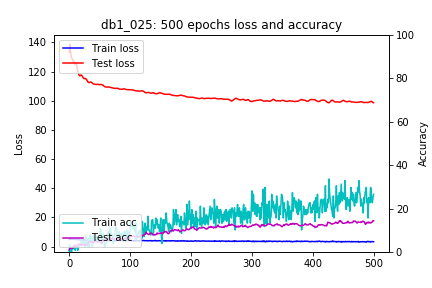 db1_025: 500 epochs loss and accuracy
Train loss
Test loss
Train acc
Test acc
Loss
Accuracy
140
120
100
80
60
40
20
0
100
80
60
40
20
0
0
100
200
300
400
500